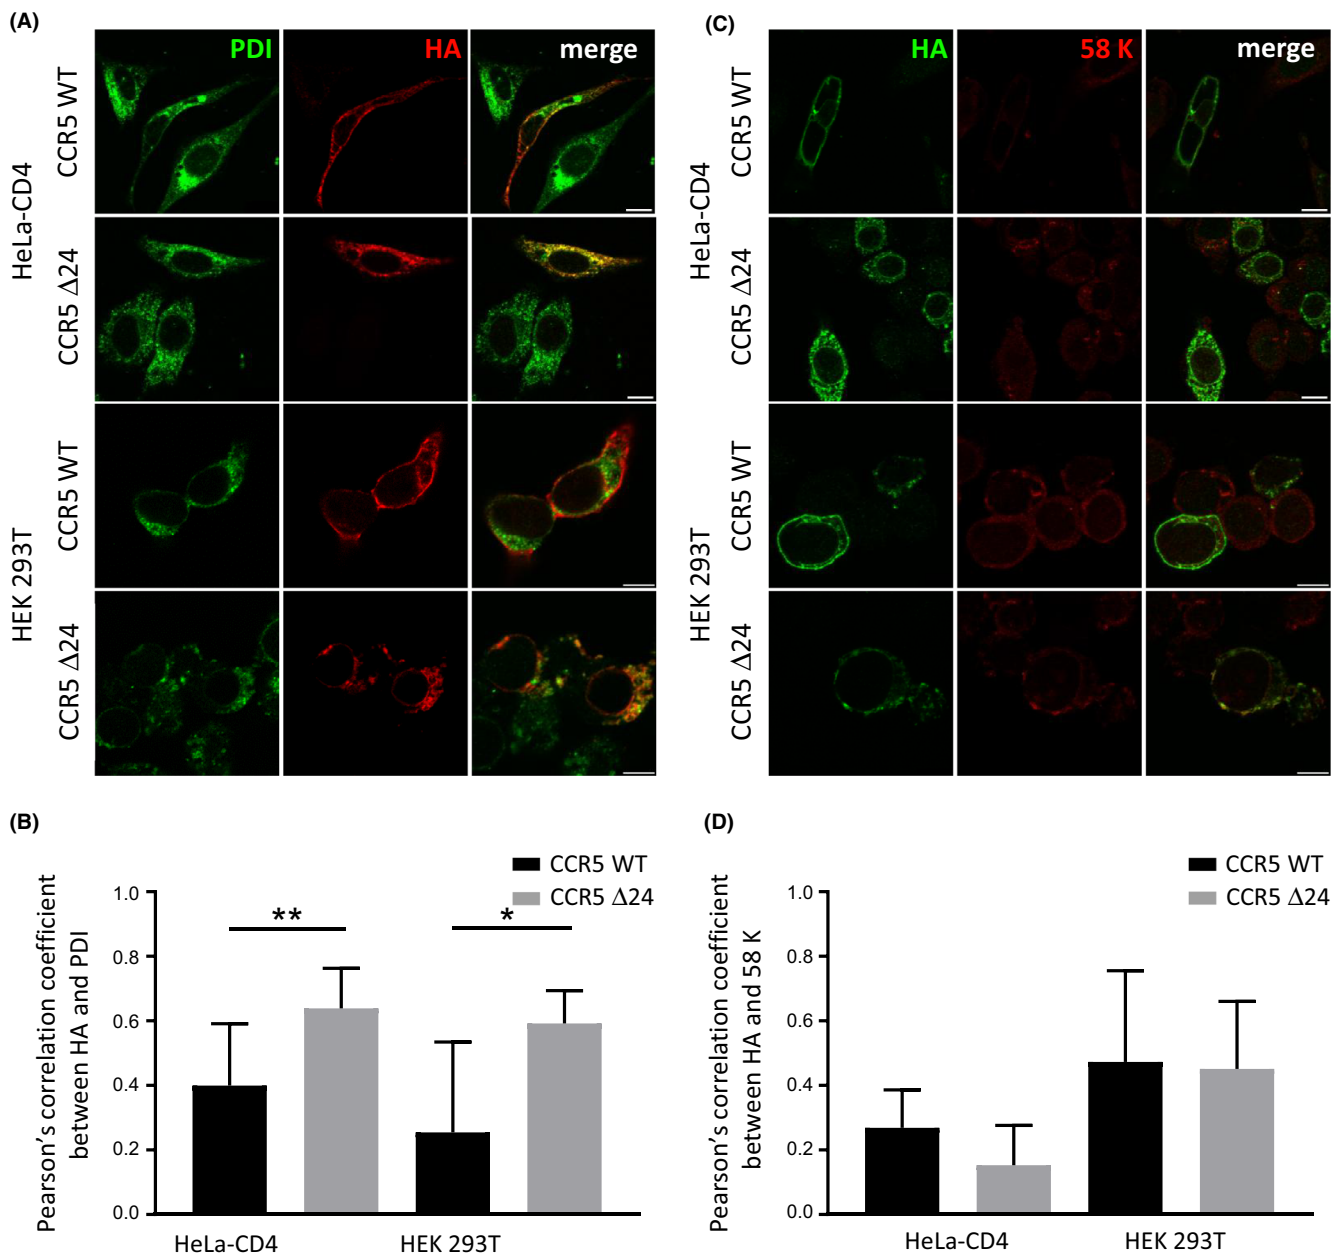 (A)
PDI HA merge
HeLa-CD4
CCR5 WT
CCR5 Δ24
HEK 293T
CCR5 WT
CCR5 Δ24
(C)
HA 58 K merge
HeLa-CD4
CCR5 WT
CCR5 Δ24
HEK 293T
CCR5 WT
CCR5 Δ24
(B)
CCR5 WT
CCR5 Δ24
Pearson's correlation coefficient
between HA and PDI
1.0
0.8
0.6
0.4
0.2
0.0
**
*
HeLa-CD4 HEK 293T
(D)
CCR5 WT
CCR5 Δ24
Pearson's correlation coefficient
between HA and 58 K
1.0
0.8
0.6
0.4
0.2
0.0
HeLa-CD4 HEK 293T